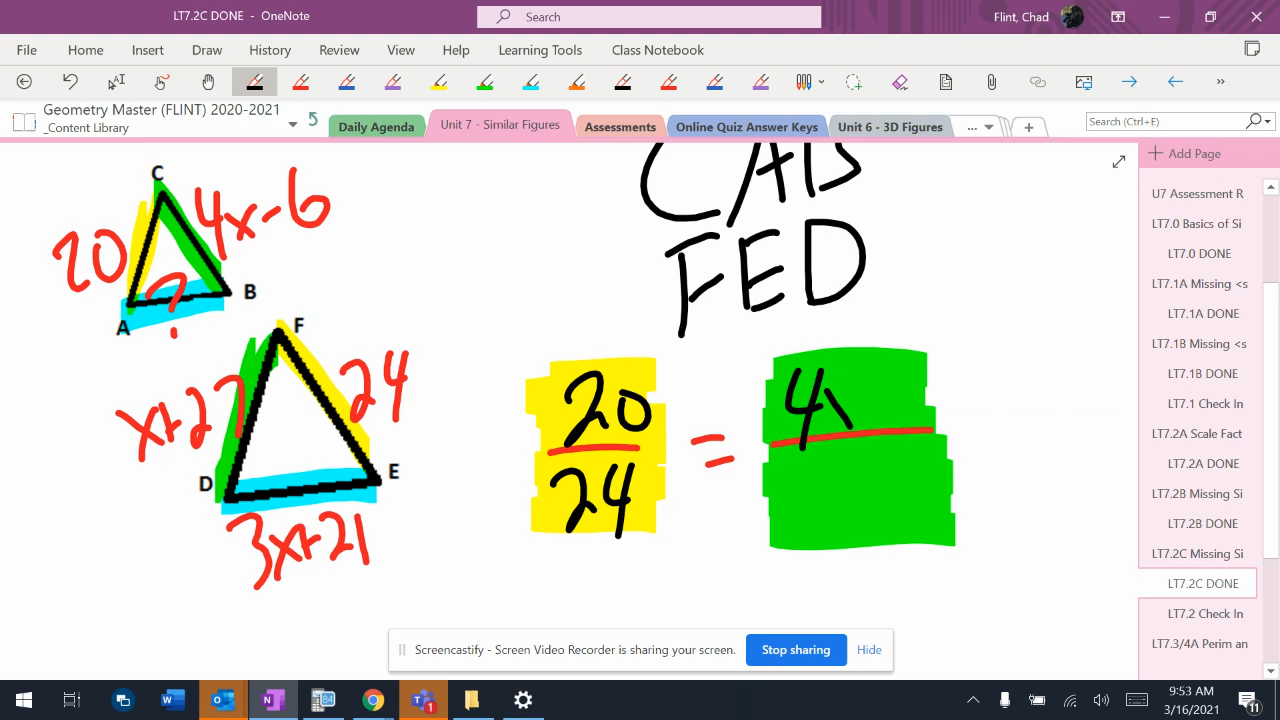 LT7.2C DONE - OneNote
Search
Flint, Chad
File Home Insert Draw History Review View Help Learning Tools Class Notebook
Geometry Master (FLINT) 2020-2021
_Content Library
Daily Agenda
Unit 7 - Similar Figures
Assessments
Online Quiz Answer Keys
Unit 6 - 3D Figures
...
Search (Ctrl+E)
Add Page
U7 Assessment R
LT7.0 Basics of Si
LT7.0 DONE
LT7.1A Missing <s
LT7.1A DONE
LT7.1B Missing <s
LT7.1B DONE
LT7.1 Check In
LT7.2A Scale Fact
LT7.2A DONE
LT7.2B Missing Si
LT7.2B DONE
LT7.2C Missing Si
LT7.2C DONE
LT7.2 Check In
LT7.3/4A Perim an
C
20
4x-6
?
A
B
CAB
FED
F
x+27
24
D
E
3x+21
20
24
=
4x
Screencastify - Screen Video Recorder is sharing your screen.
Stop sharing
Hide
9:53 AM
3/16/2021
11